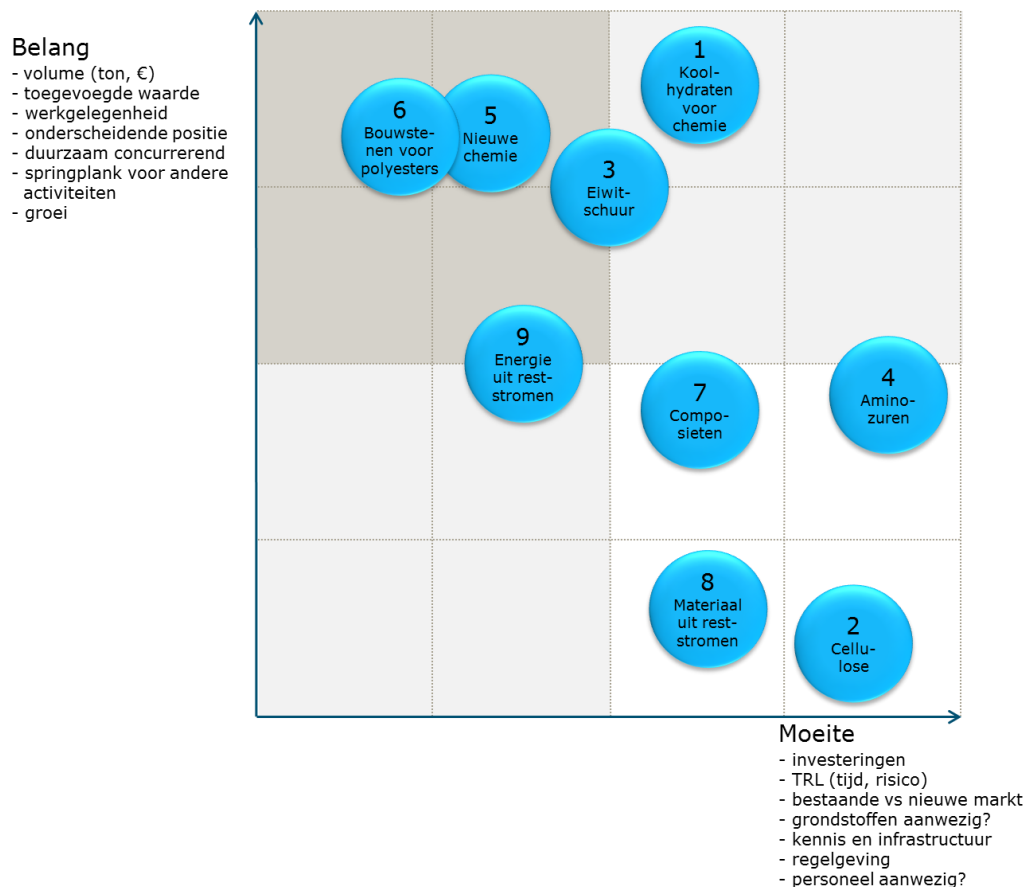 Belang
- volume (ton, €)
- toegevoegde waarde
- werkgelegenheid
- onderscheidende positie
- duurzaam concurrerend
- springplank voor andere
activiteiten
- groei
1
Kool-
hydraten
voor
chemie
6
Bouwste-
nen voor
polyesters
5
Nieuwe
chemie
3
Eiwit-
schuur
9
Energie
uit rest-
stromen
7
Compo-
sieten
4
Amino-
zuren
8
Materiaal
uit rest-
stromen
2
Cellu-
lose
Moeite
- investeringen
- TRL (tijd, risico)
- bestaande vs nieuwe markt
- grondstoffen aanwezig?
- kennis en infrastructuur
- regelgeving
- personeel aanwezig?